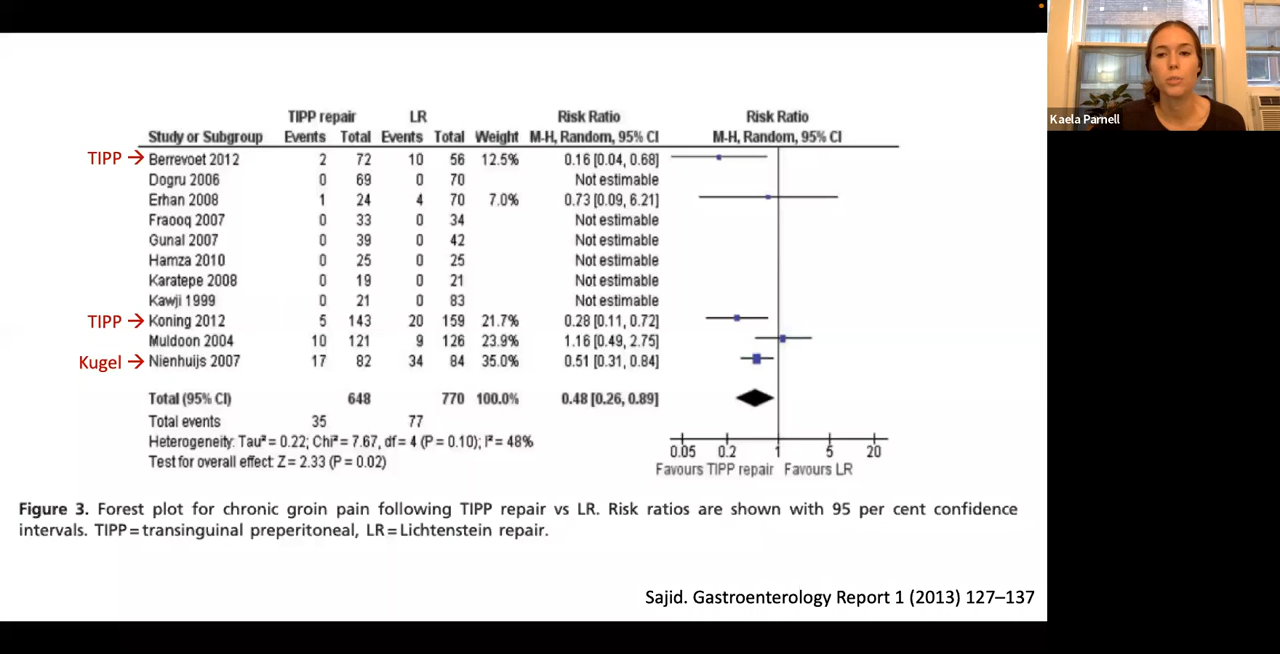 Kaela Parnell
TIPP repair LR Risk Ratio Risk Ratio
Study or Subgroup Events Total Events Total Weight M-H, Random, 95% CI M-H, Random, 95% CI
TIPP → Berrevoet 2012 2 72 10 56 12.5% 0.16 [0.04, 0.68]
Dogru 2006 0 69 0 70 Not estimable
Erhan 2008 1 24 4 70 7.0% 0.73 [0.09, 6.21]
Fraooq 2007 0 33 0 34 Not estimable
Gunal 2007 0 39 0 42 Not estimable
Hamza 2010 0 25 0 25 Not estimable
Karatepe 2008 0 19 0 21 Not estimable
Kawji 1999 0 21 0 83 Not estimable
TIPP → Koning 2012 5 143 20 159 21.7% 0.28 [0.11, 0.72]
Muldoon 2004 10 121 9 126 23.9% 1.16 [0.49, 2.75]
Kugel → Nienhuijs 2007 17 82 34 84 35.0% 0.51 [0.31, 0.84]
Total (95% CI) 648 770 100.0% 0.48 [0.26, 0.89]
Total events 35 77
Heterogeneity: Tau² = 0.22; Chi² = 7.67, df = 4 (P = 0.10); I² = 48%
Test for overall effect: Z = 2.33 (P = 0.02)
0.05 0.2 1 5 20
Favours TIPP repair Favours LR
Figure 3. Forest plot for chronic groin pain following TIPP repair vs LR. Risk ratios are shown with 95 per cent confidence
intervals. TIPP = transinguinal preperitoneal, LR = Lichtenstein repair.
Sajid. Gastroenterology Report 1 (2013) 127–137